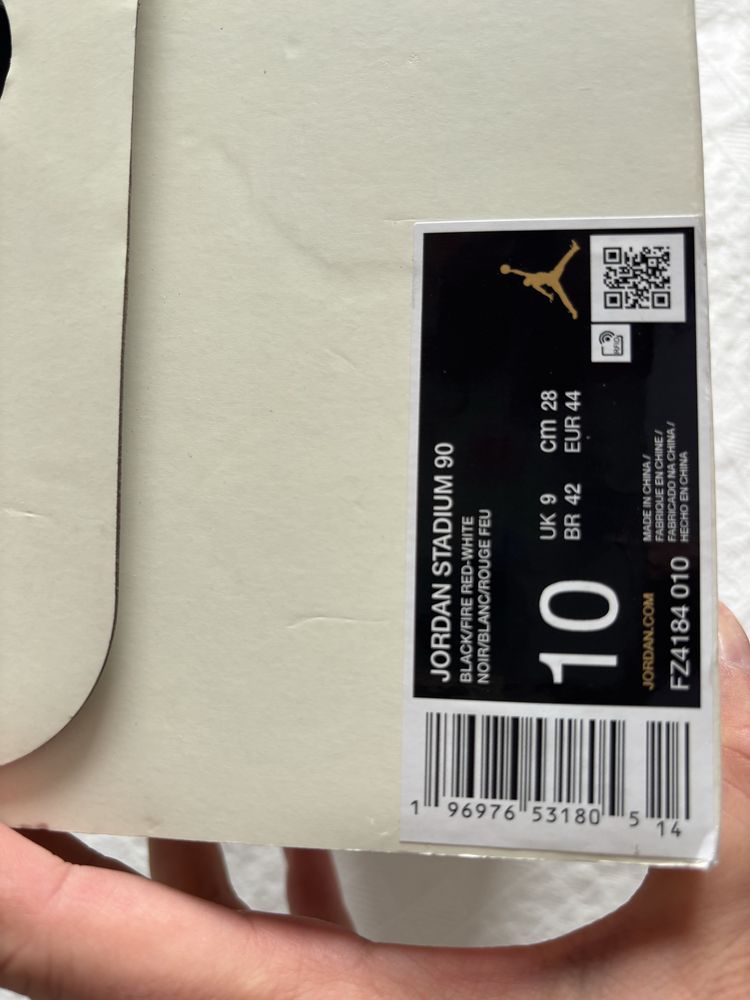 JORDAN STADIUM 90
BLACK/FIRE RED-WHITE
NOIR/BLANC/ROUGE FEU
10
UK 9 cm 28
BR 42 EUR 44
RFID
JORDAN.COM
FZ4184 010
MADE IN CHINA /
FABRIQUE EN CHINE /
FABRICADO NA CHINA /
HECHO EN CHINA
1 96976 53180 5 14